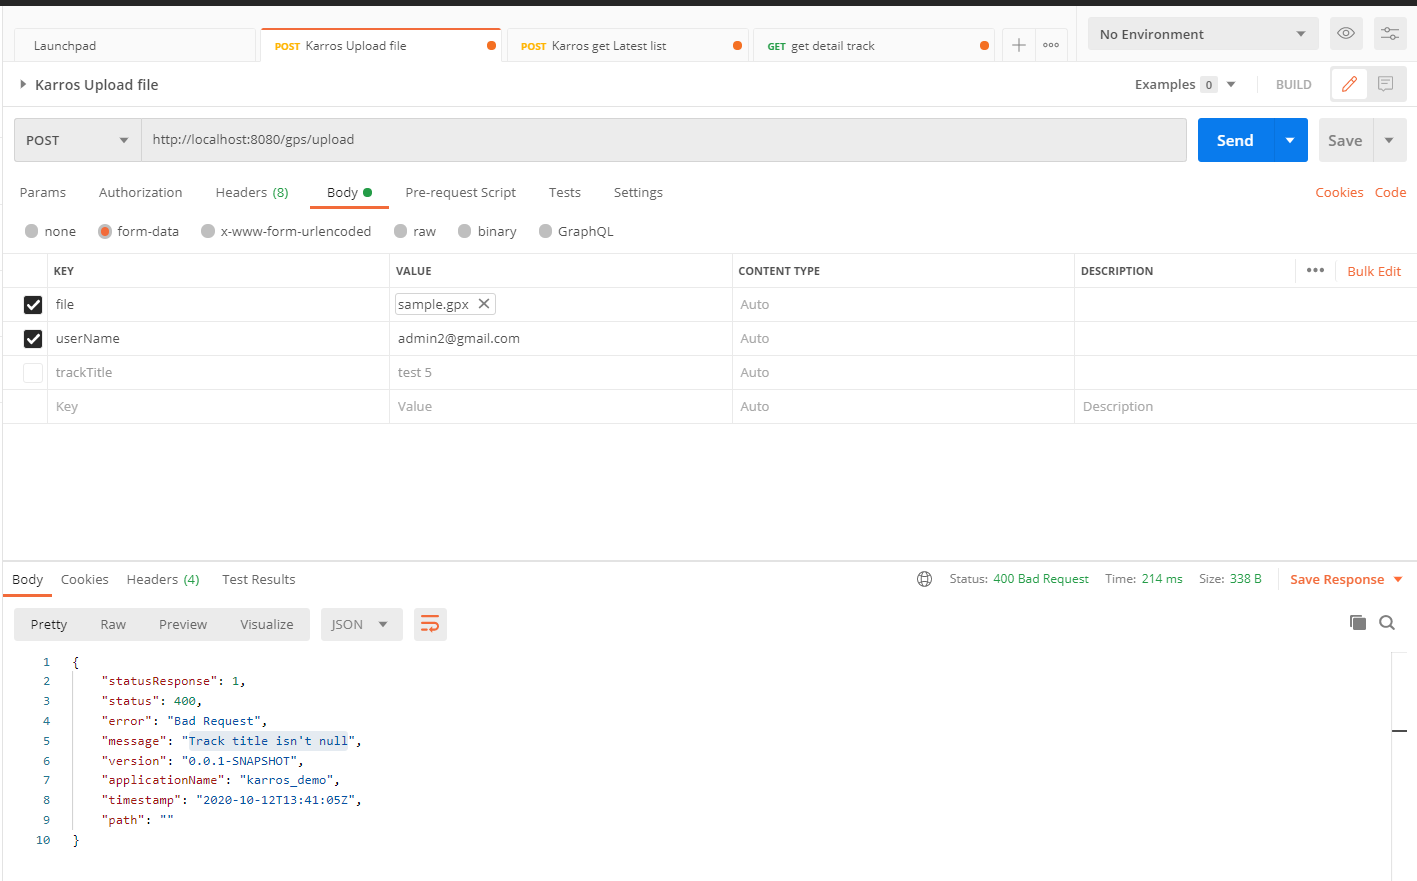 Launchpad
POST Karros Upload file
POST Karros get Latest list
GET get detail track
No Environment
Karros Upload file
Examples 0
BUILD
POST
http://localhost:8080/gps/upload
Send
Save
Params
Authorization
Headers (8)
Body
Pre-request Script
Tests
Settings
Cookies
Code
none
form-data
x-www-form-urlencoded
raw
binary
GraphQL
KEY VALUE CONTENT TYPE DESCRIPTION
Bulk Edit
file sample.gpx Auto
userName admin2@gmail.com Auto
trackTitle test 5 Auto
Key Value Auto Description
Body
Cookies
Headers (4)
Test Results
Status: 400 Bad Request
Time: 214 ms
Size: 338 B
Save Response
Pretty
Raw
Preview
Visualize
JSON
1 {
2 "statusResponse": 1,
3 "status": 400,
4 "error": "Bad Request",
5 "message": "Track title isn't null",
6 "version": "0.0.1-SNAPSHOT",
7 "applicationName": "karros_demo",
8 "timestamp": "2020-10-12T13:41:05Z",
9 "path": ""
10 }